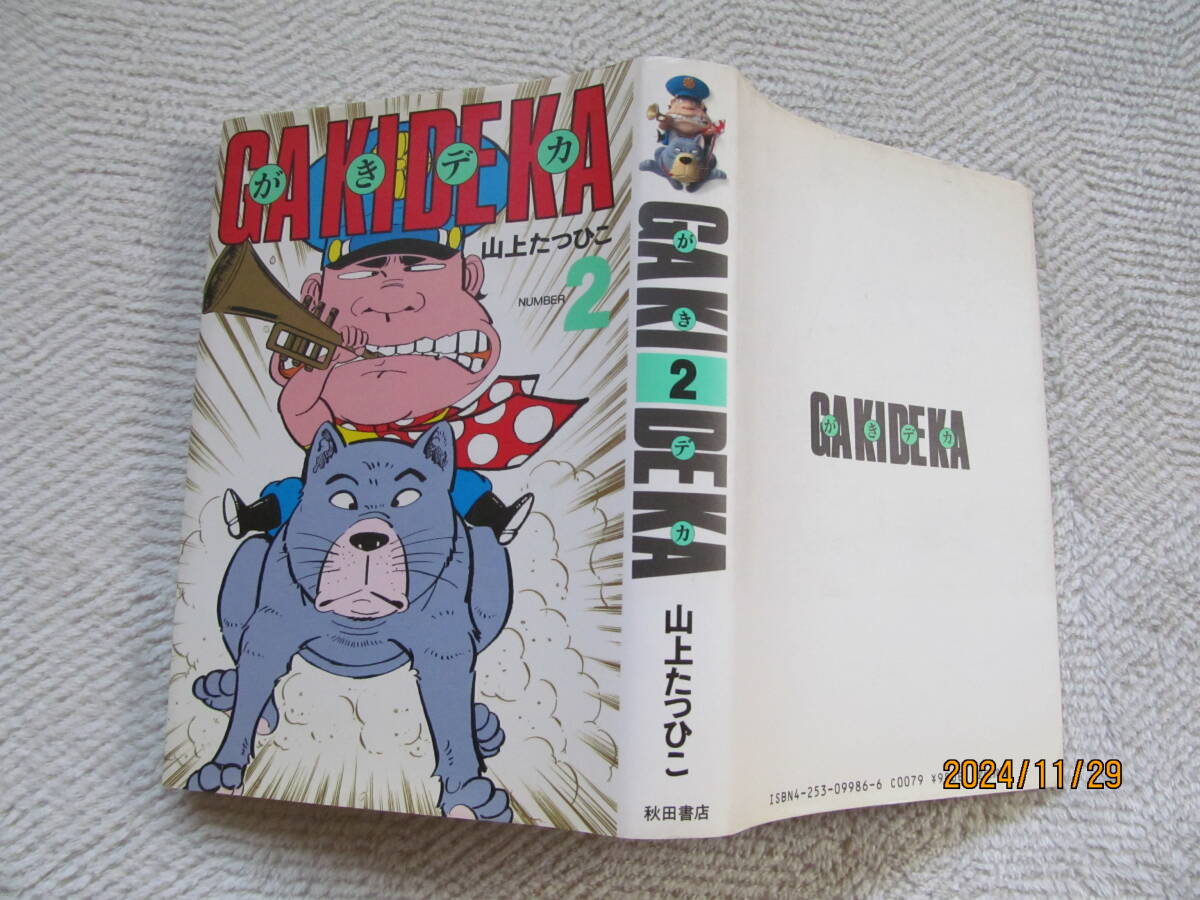 GAKIDEKA
がきデカ
山上たつひこ
NUMBER 2
GAKI 2 DEKA
がきデカ
山上たつひこ
秋田書店
GAKIDEKA
がきデカ
ISBN4-253-09986-6 C0079
2024/11/29